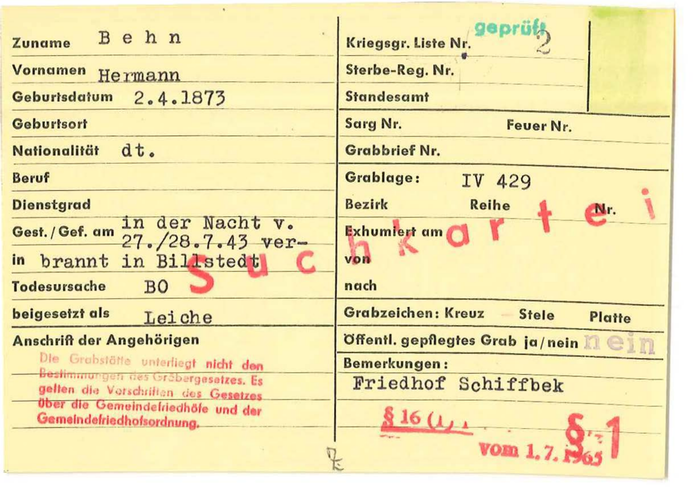 Zuname Behn
Vornamen Hermann
Geburtsdatum 2.4.1873
Geburtsort
Nationalität dt.
Beruf
Dienstgrad
Gest./Gef. am in der Nacht v.
27./28.7.43 ver-
in brannt in Billstedt
Todesursache BO
beigesetzt als Leiche
Anschrift der Angehörigen
Die Grabstätte unterliegt nicht den
Bestimmungen des Gräbergesetzes. Es
gelten die Vorschriften des Gesetzes
über die Gemeindefriedhöfe und der
Gemeindefriedhofsordnung.
geprüft
Kriegsgr. Liste Nr. 2
Sterbe-Reg. Nr.
Standesamt
Sarg Nr. Feuer Nr.
Grabbrief Nr.
Grablage: IV 429
Bezirk Reihe Nr.
Suchkartei
Exhumiert am
von
nach
Grabzeichen: Kreuz Stele Platte
Öffentl. gepflegtes Grab ja/nein nein
Bemerkungen:
Friedhof Schiffbek
§ 16 (1)
§ 1
vom 1.7.1965